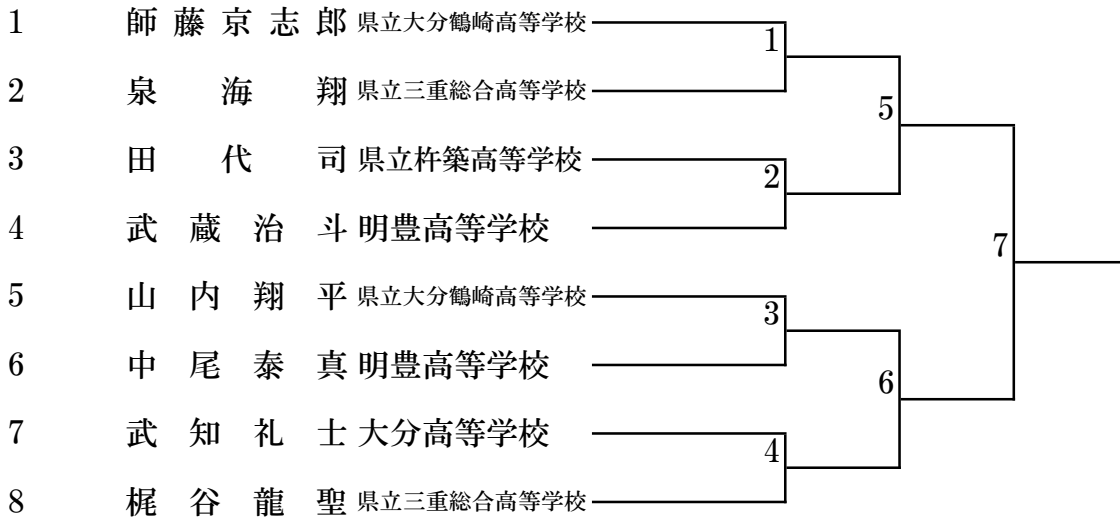 1 師藤京志郎 県立大分鶴崎高等学校
1
2 泉海翔 県立三重総合高等学校
5
3 田代司 県立杵築高等学校
2
4 武蔵治斗 明豊高等学校
7
5 山内翔平 県立大分鶴崎高等学校
3
6 中尾泰真 明豊高等学校
6
7 武知礼士 大分高等学校
4
8 梶谷龍聖 県立三重総合高等学校